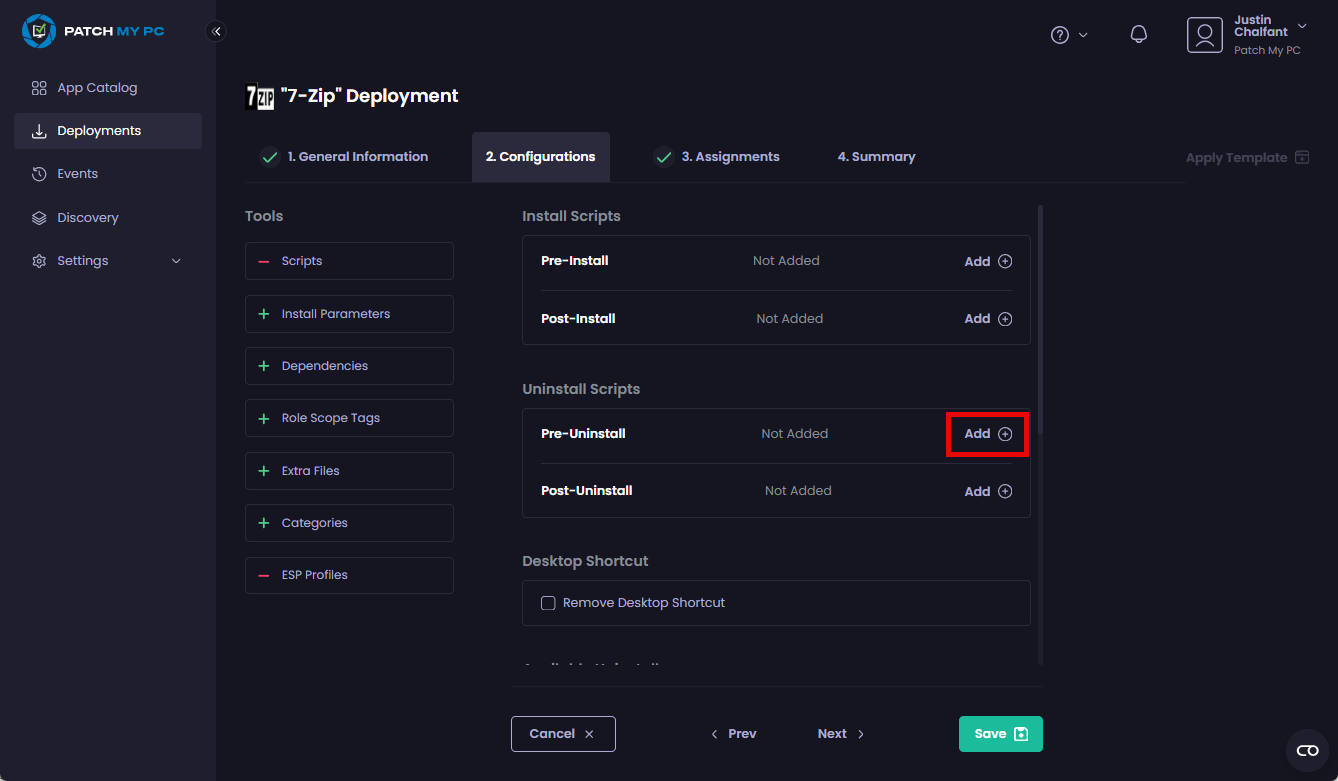 PATCH MY PC
Justin
Chalfant
Patch My PC
App Catalog
Deployments
Events
Discovery
Settings
7 ZIP "7-Zip" Deployment
1. General Information
2. Configurations
3. Assignments
4. Summary
Apply Template
Tools
Scripts
Install Parameters
Dependencies
Role Scope Tags
Extra Files
Categories
ESP Profiles
Install Scripts
Pre-Install Not Added Add
Post-Install Not Added Add
Uninstall Scripts
Pre-Uninstall Not Added Add
Post-Uninstall Not Added Add
Desktop Shortcut
Remove Desktop Shortcut
Cancel
Prev
Next
Save